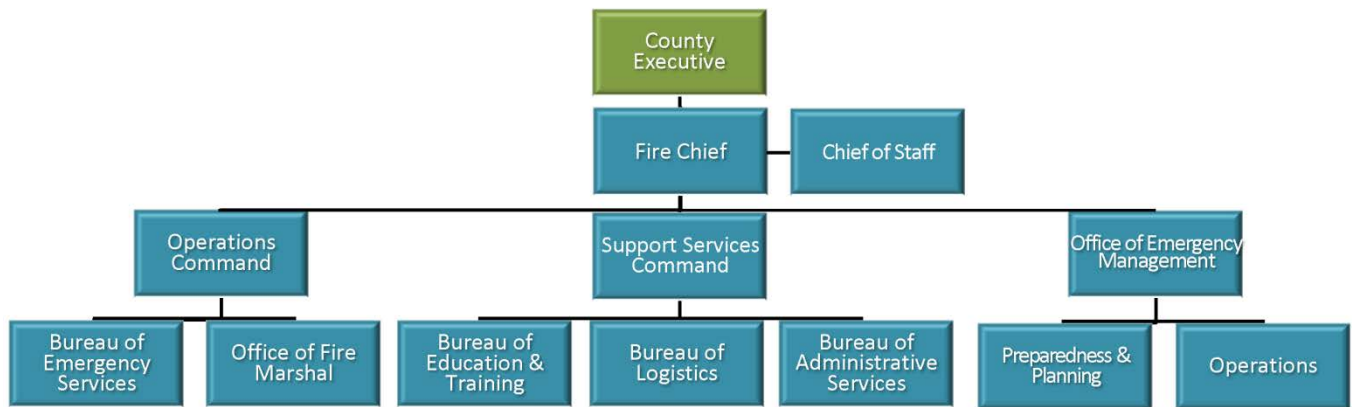 County
Executive
Fire Chief
Chief of Staff
Operations
Command
Support Services
Command
Office of Emergency
Management
Bureau of
Emergency
Services
Office of Fire
Marshal
Bureau of
Education &
Training
Bureau of
Logistics
Bureau of
Administrative
Services
Preparedness &
Planning
Operations